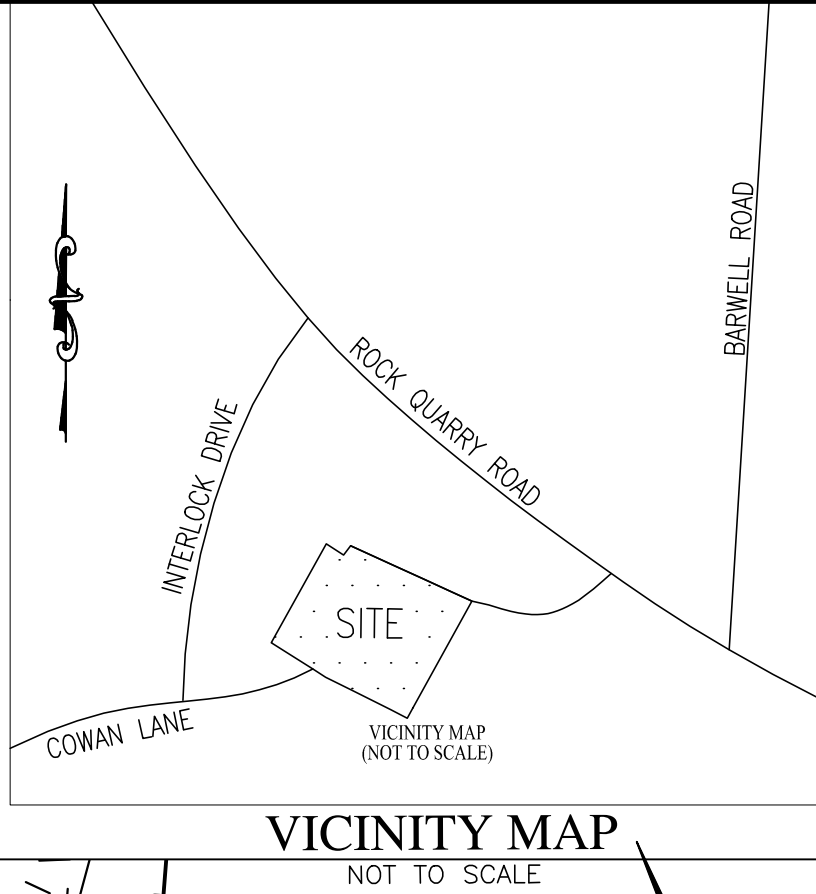 BARWELL ROAD
ROCK QUARRY ROAD
INTERLOCK DRIVE
SITE
COWAN LANE
VICINITY MAP
(NOT TO SCALE)
VICINITY MAP
NOT TO SCALE